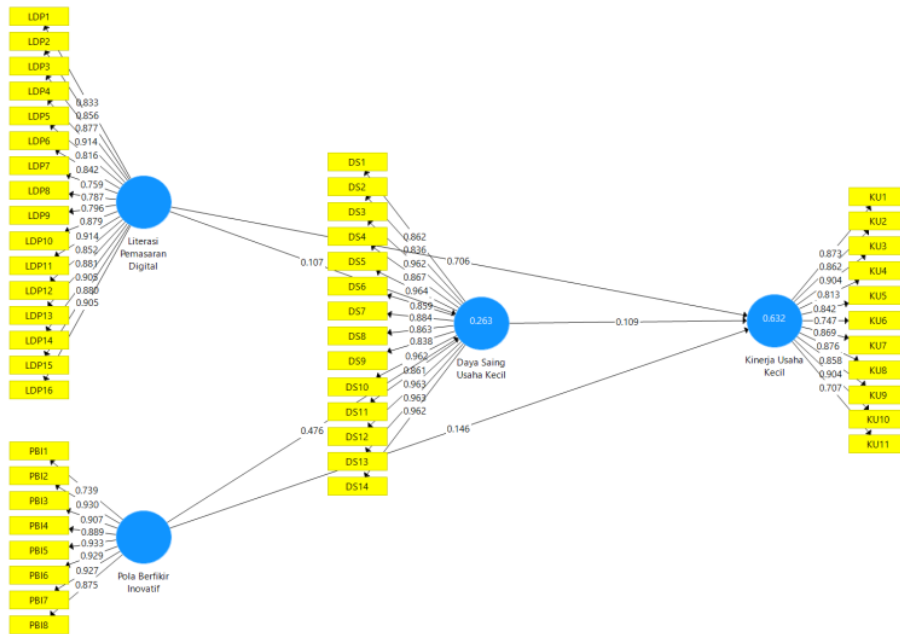 LDP1
LDP2
LDP3
LDP4
LDP5
LDP6
LDP7
LDP8
LDP9
LDP10
LDP11
LDP12
LDP13
LDP14
LDP15
LDP16
0.833
0.856
0.877
0.914
0.816
0.842
0.759
0.787
0.796
0.879
0.914
0.852
0.881
0.905
0.880
0.905
Literasi
Pemasaran
Digital
PBI1
PBI2
PBI3
PBI4
PBI5
PBI6
PBI7
PBI8
0.739
0.930
0.907
0.889
0.933
0.929
0.927
0.875
Pola Berfikir
Inovatif
0.107
0.706
0.476
0.146
DS1
DS2
DS3
DS4
DS5
DS6
DS7
DS8
DS9
DS10
DS11
DS12
DS13
DS14
0.862
0.836
0.962
0.867
0.964
0.859
0.884
0.863
0.838
0.962
0.861
0.963
0.963
0.962
0.263
Daya Saing
Usaha Kecil
0.109
0.632
Kinerja Usaha
Kecil
0.873
0.862
0.904
0.813
0.842
0.747
0.869
0.876
0.858
0.904
0.707
KU1
KU2
KU3
KU4
KU5
KU6
KU7
KU8
KU9
KU10
KU11